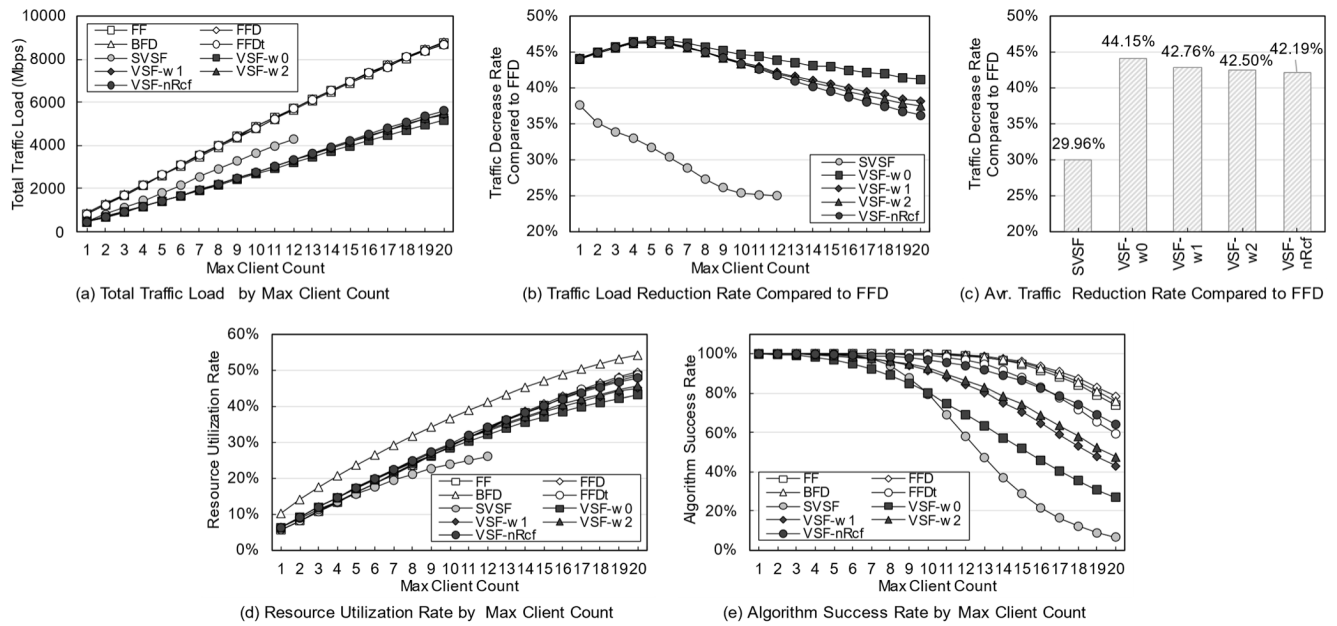 10000
8000
6000
4000
2000
0
Total Traffic Load (Mbps)
FF
FFD
BFD
FFDt
SVSF
VSF-w0
VSF-w1
VSF-w2
VSF-nRcf
1 2 3 4 5 6 7 8 9 10 11 12 13 14 15 16 17 18 19 20
Max Client Count
(a) Total Traffic Load by Max Client Count
50%
45%
40%
35%
30%
25%
20%
Traffic Decrease Rate
Compared to FFD
SVSF
VSF-w0
VSF-w1
VSF-w2
VSF-nRcf
1 2 3 4 5 6 7 8 9 10 11 12 13 14 15 16 17 18 19 20
Max Client Count
(b) Traffic Load Reduction Rate Compared to FFD
50%
45%
40%
35%
30%
25%
20%
Traffic Decrease Rate
Compared to FFD
29.96%
44.15%
42.76%
42.50%
42.19%
SVSF
VSF-
w0
VSF-
w1
VSF-
w2
VSF-
nRcf
(c) Avr. Traffic Reduction Rate Compared to FFD
60%
50%
40%
30%
20%
10%
0%
Resource Utilization Rate
FF
FFD
BFD
FFDt
SVSF
VSF-w0
VSF-w1
VSF-w2
VSF-nRcf
1 2 3 4 5 6 7 8 9 10 11 12 13 14 15 16 17 18 19 20
Max Client Count
(d) Resource Utilization Rate by Max Client Count
100%
80%
60%
40%
20%
0%
Algorithm Success Rate
FF
FFD
BFD
FFDt
SVSF
VSF-w0
VSF-w1
VSF-w2
VSF-nRcf
1 2 3 4 5 6 7 8 9 10 11 12 13 14 15 16 17 18 19 20
Max Client Count
(e) Algorithm Success Rate by Max Client Count